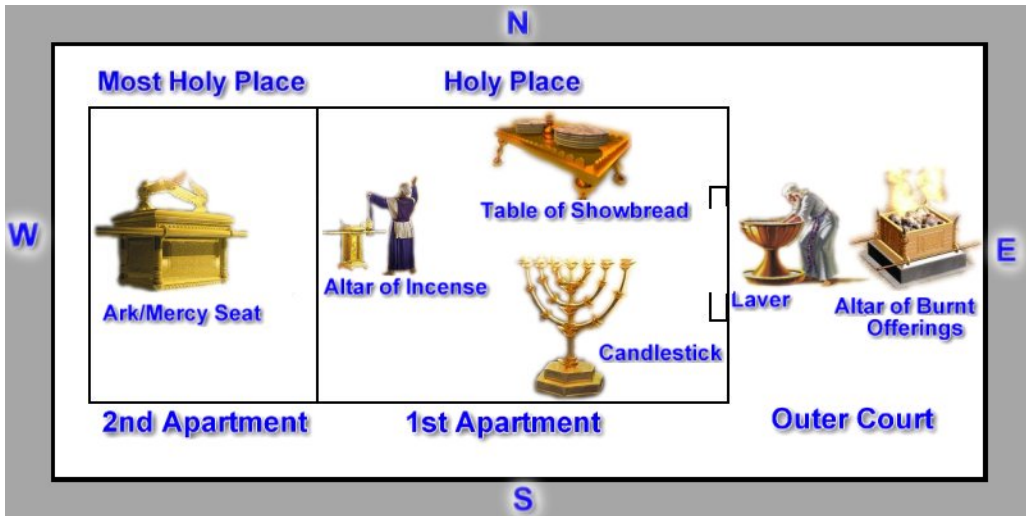 N
Most Holy Place
Holy Place
Table of Showbread
W
E
Altar of Incense
Laver
Ark/Mercy Seat
Altar of Burnt
Offerings
Candlestick
2nd Apartment
1st Apartment
Outer Court
S